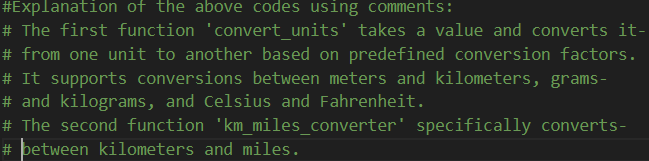 #Explanation of the above codes using comments:
# The first function 'convert_units' takes a value and converts it-
# from one unit to another based on predefined conversion factors.
# It supports conversions between meters and kilometers, grams-
# and kilograms, and Celsius and Fahrenheit.
# The second function 'km_miles_converter' specifically converts-
# between kilometers and miles.